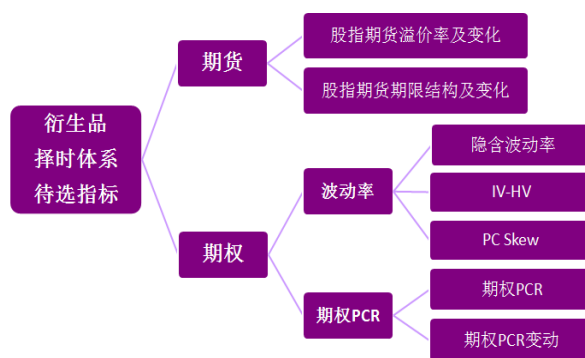 衍生品
择时体系
待选指标
期货
股指期货溢价率及变化
股指期货期限结构及变化
期权
波动率
隐含波动率
IV-HV
PC Skew
期权PCR
期权PCR
期权PCR变动